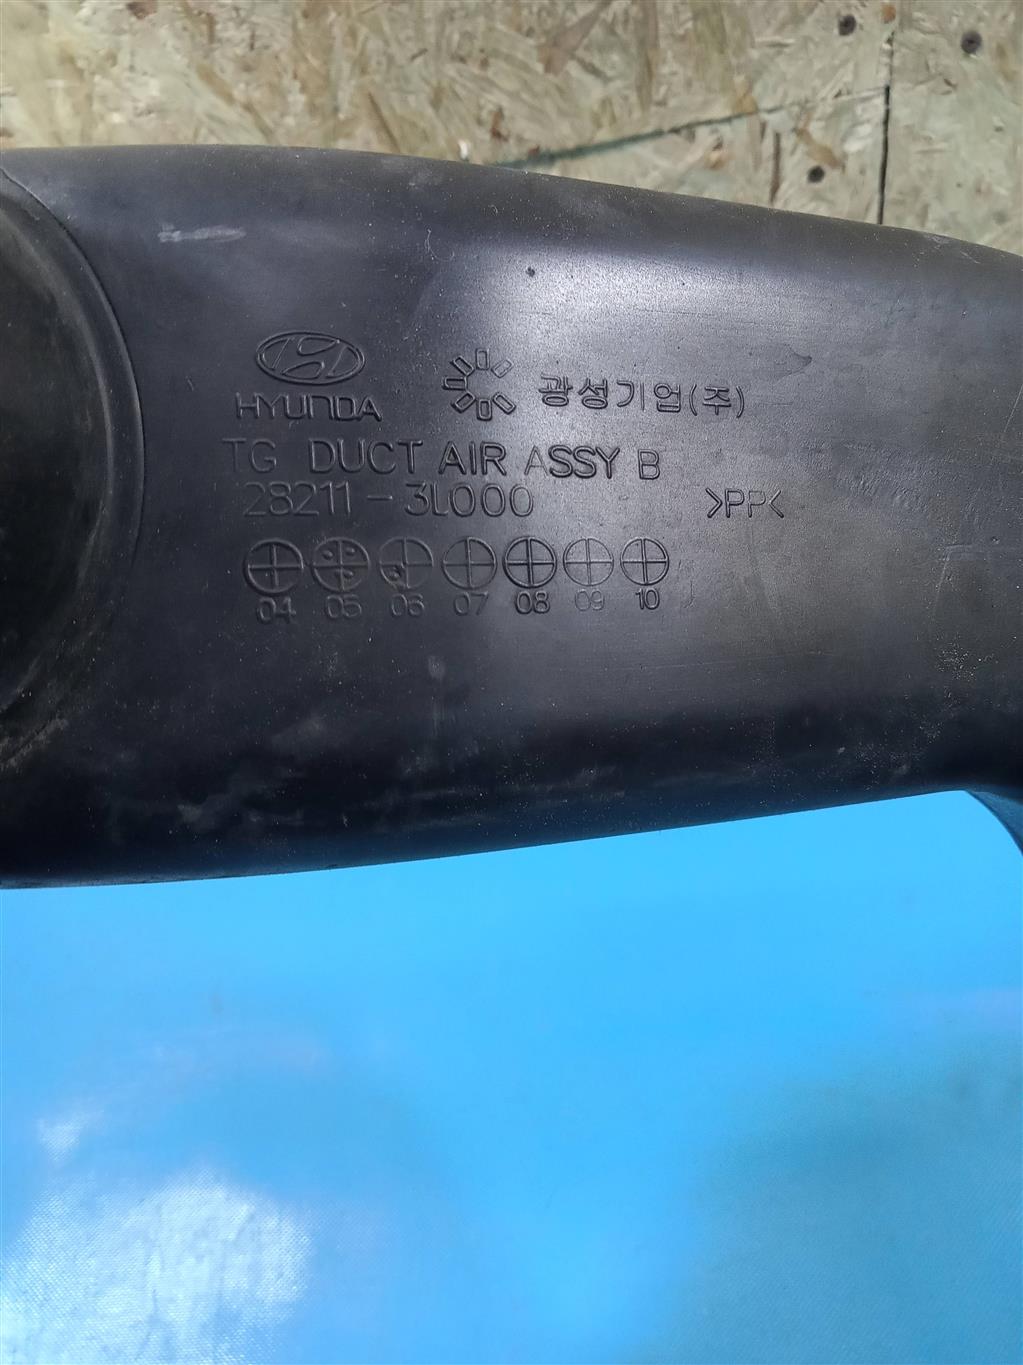 HYUNDAI 광성기업(주)
TG DUCT AIR ASSY B
28211-3L000 >PP<
04 05 06 07 08 09 10